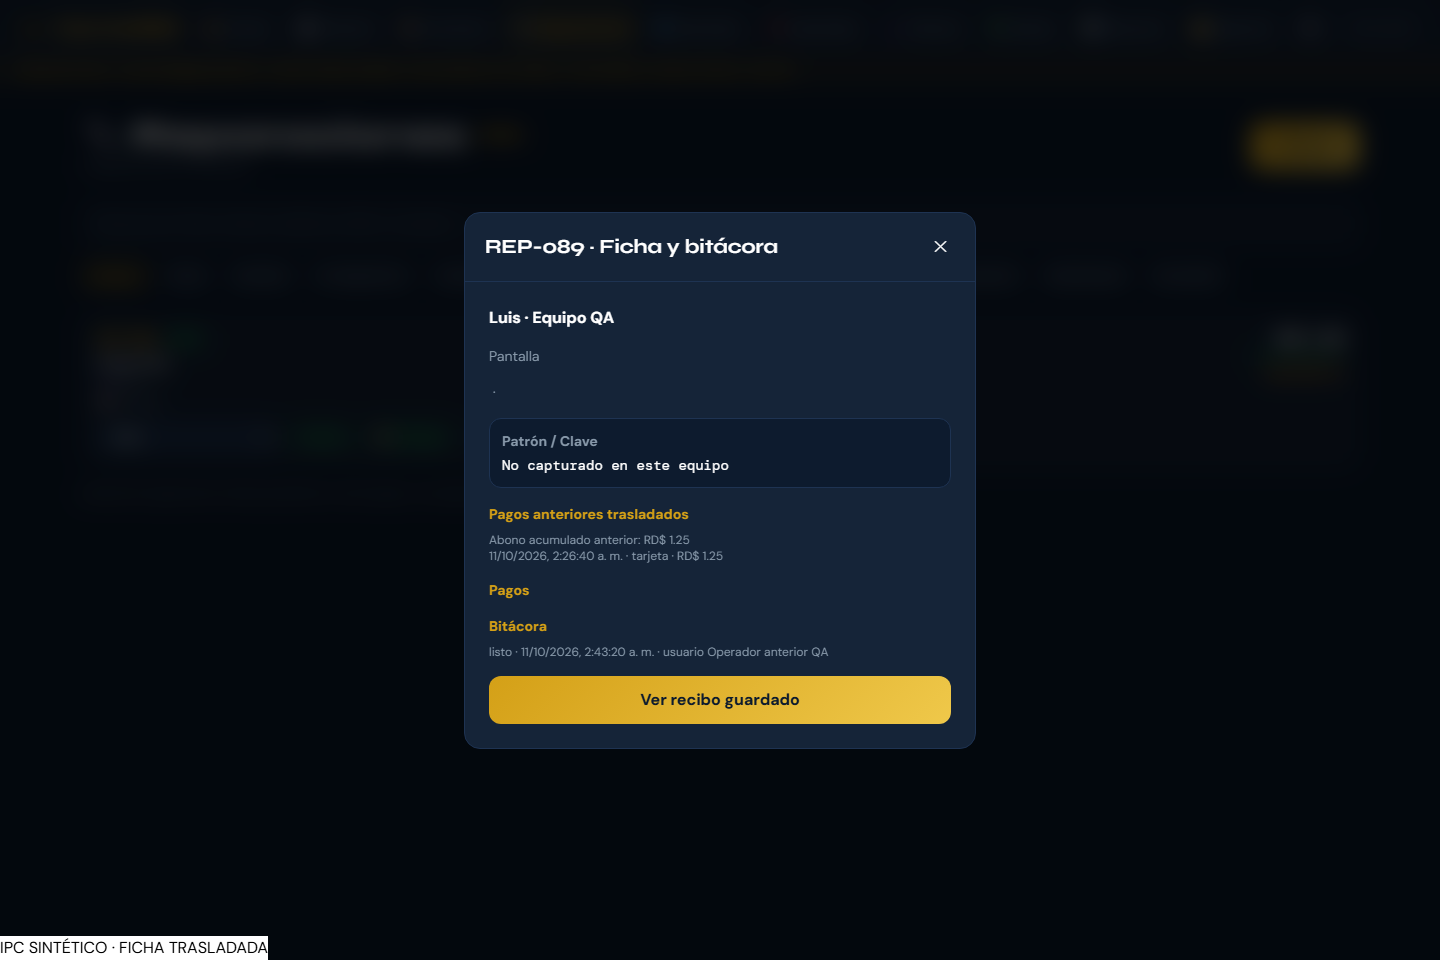 REP-089 · Ficha y bitácora
Luis · Equipo QA
Pantalla
·
Patrón / Clave
No capturado en este equipo
Pagos anteriores trasladados
Abono acumulado anterior: RD$ 1.25
11/10/2026, 2:26:40 a. m. · tarjeta · RD$ 1.25
Pagos
Bitácora
listo · 11/10/2026, 2:43:20 a. m. · usuario Operador anterior QA
Ver recibo guardado
IPC SINTÉTICO · FICHA TRASLADADA